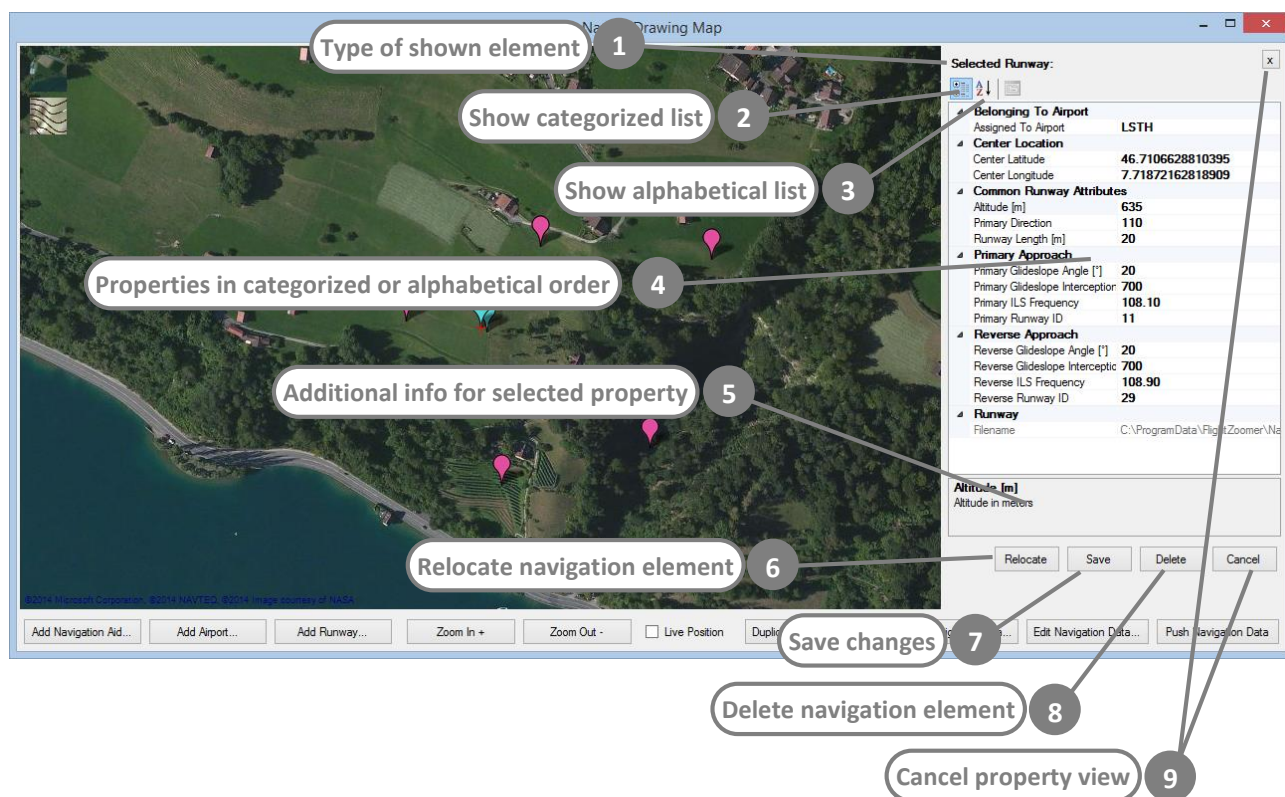 Drawing Map
Type of shown element 1
Selected Runway:
x
Show categorized list 2
Show alphabetical list 3
Belonging To Airport
Assigned To Airport LSTH
Center Location
Center Latitude 46.7106628810395
Center Longitude 7.71872162818909
Common Runway Attributes
Altitude [m] 635
Primary Direction 110
Runway Length [m] 20
Properties in categorized or alphabetical order 4
Primary Approach
Primary Glideslope Angle [°] 20
Primary Glideslope Interception 700
Primary ILS Frequency 108.10
Primary Runway ID 11
Reverse Approach
Reverse Glideslope Angle [°] 20
Reverse Glideslope Interceptic 700
Reverse ILS Frequency 108.90
Reverse Runway ID 29
Runway
Filename C:\ProgramData\FlightZoomer\Na
Additional info for selected property 5
Altitude [m]
Altitude in meters
Relocate navigation element 6
Relocate Save Delete Cancel
©2014 Microsoft Corporation, ©2014 NAVTEQ, ©2014 Image courtesy of NASA
Add Navigation Aid... Add Airport... Add Runway... Zoom In + Zoom Out - Live Position Edit Navigation Data... Push Navigation Data
Save changes 7
Delete navigation element 8
Cancel property view 9